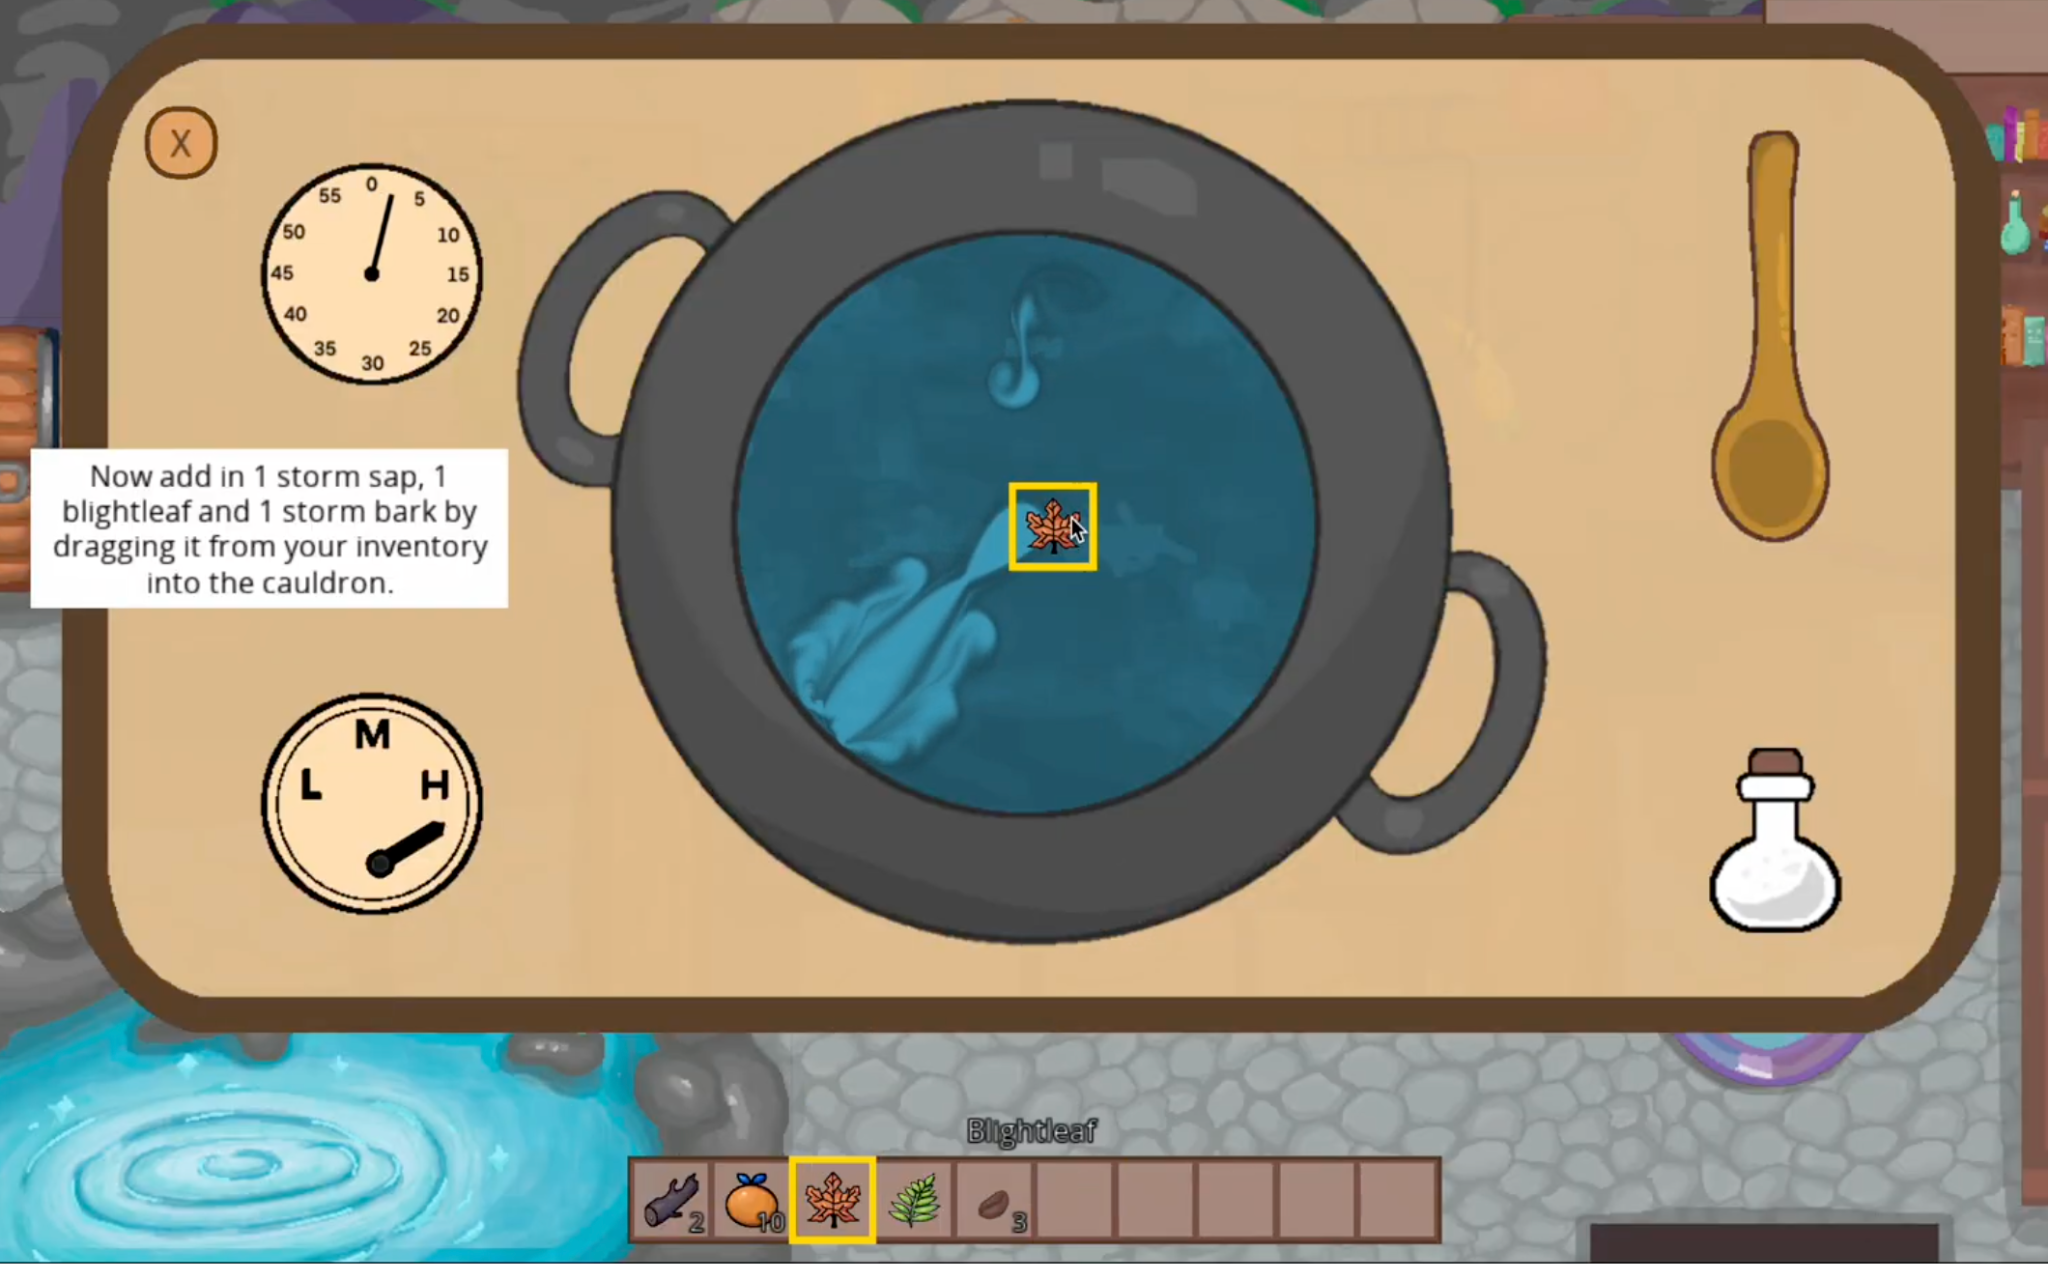 X
0
5
10
15
20
25
30
35
40
45
50
55
Now add in 1 storm sap, 1
blightleaf and 1 storm bark by
dragging it from your inventory
into the cauldron.
L
M
H
Blightleaf
2
10
3